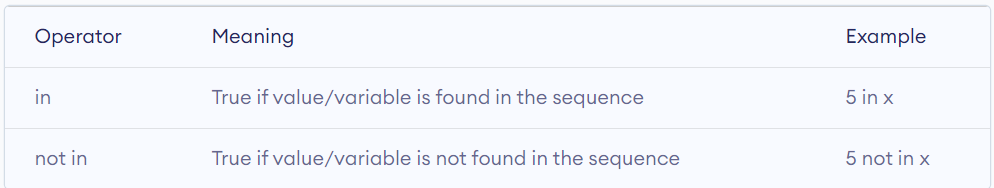 Operator Meaning Example
in True if value/variable is found in the sequence 5 in x
not in True if value/variable is not found in the sequence 5 not in x